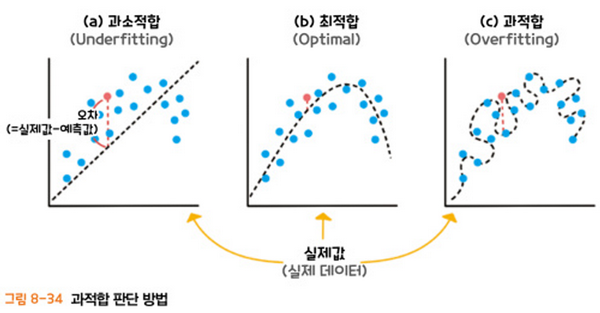 (a) 과소적합
(Underfitting)
(b) 최적합
(Optimal)
(c) 과적합
(Overfitting)
오차
(=실제값-예측값)
실제값
(실제 데이터)
그림 8-34 과적합 판단 방법